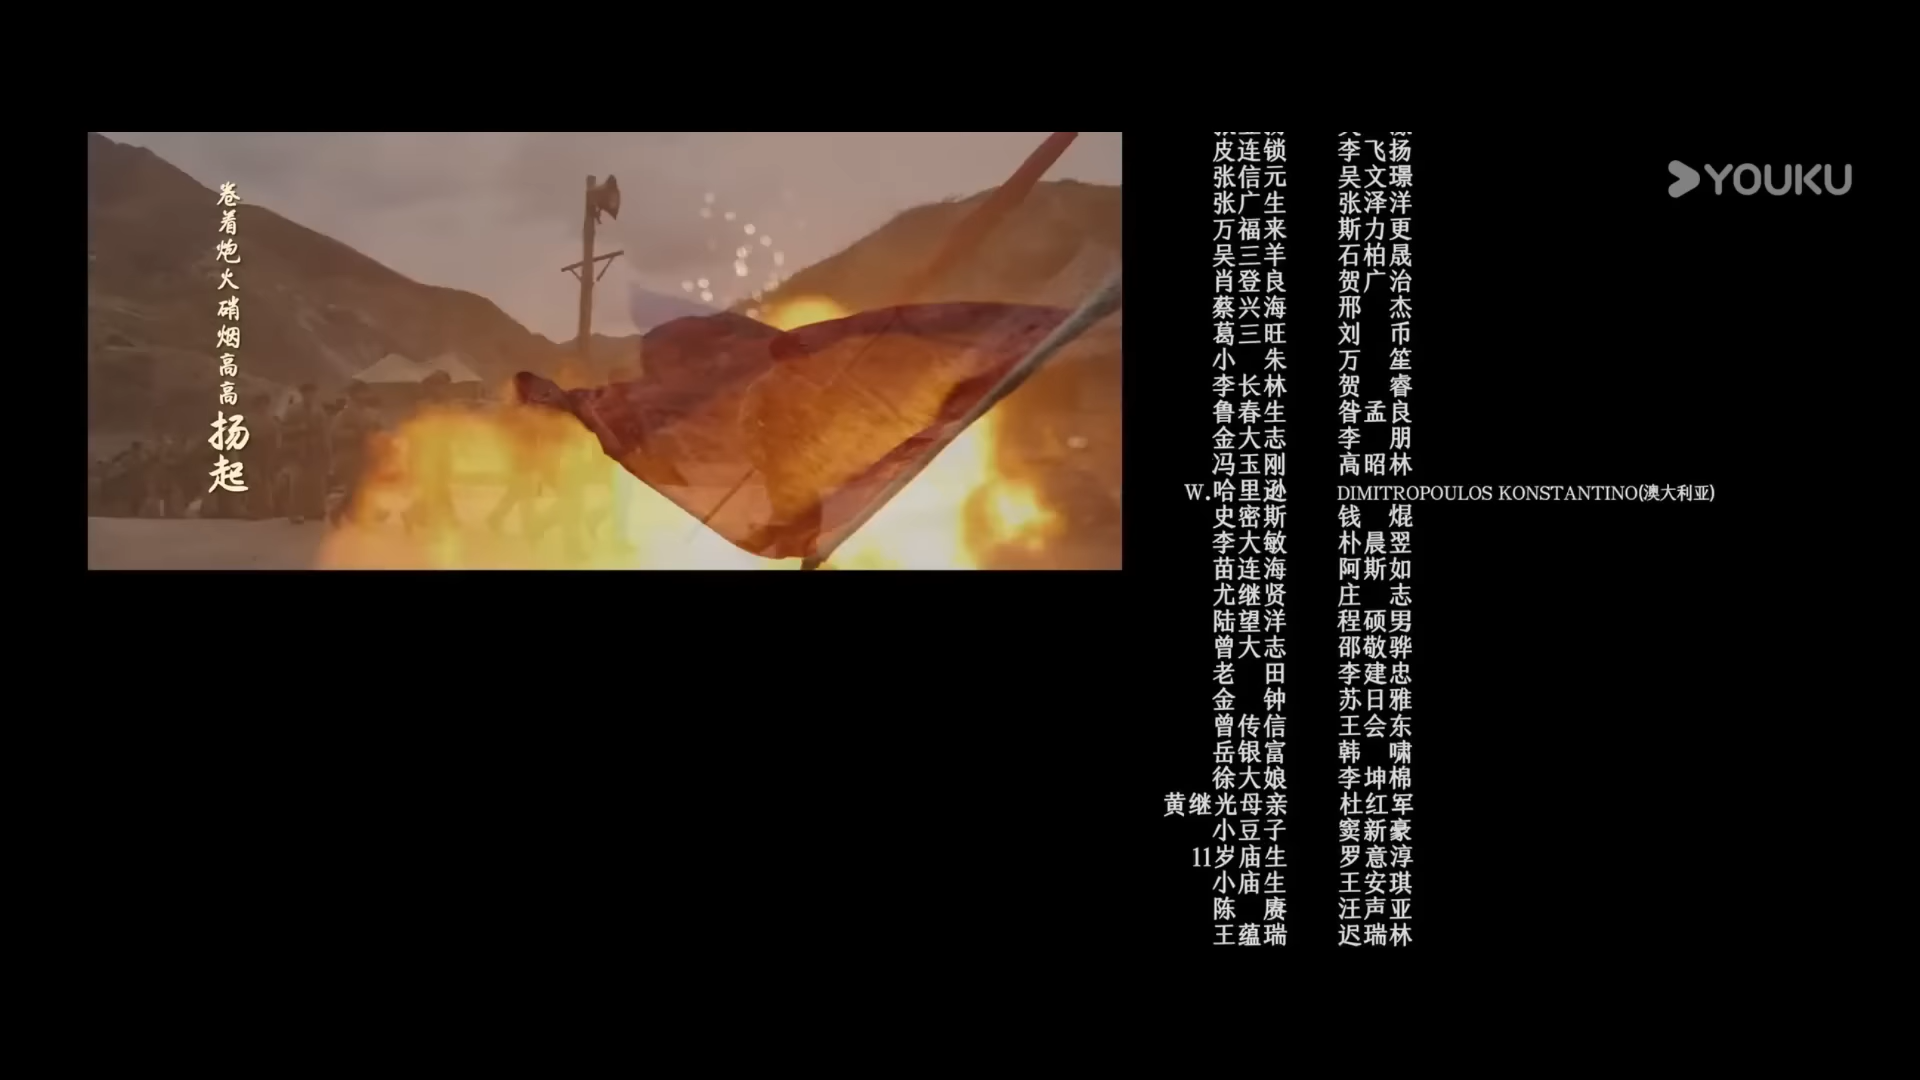 卷着炮火硝烟高高扬起
YOUKU
皮连锁 李飞扬
张信元 吴文璟
张广生 张泽洋
万福来 斯力更
吴三羊 石柏晟
肖登良 贺广治
蔡兴海 邢 杰
葛三旺 刘 币
小 朱 万 笙
李长林 贺 睿
鲁春生 昝孟良
金大志 李 朋
冯玉刚 高昭林
W.哈里逊 DIMITROPOULOS KONSTANTINO(澳大利亚)
史密斯 钱 焜
李大敏 朴晨翌
苗连海 阿斯如
尤继贤 庄 志
陆望洋 程硕男
曾大志 邵敬骅
老 田 李建忠
金 钟 苏日雅
曾传信 王会东
岳银富 韩 啸
徐大娘 李坤棉
黄继光母亲 杜红军
小豆子 窦新豪
11岁庙生 罗意淳
小庙生 王安琪
陈 赓 汪声亚
王蕴瑞 迟瑞林